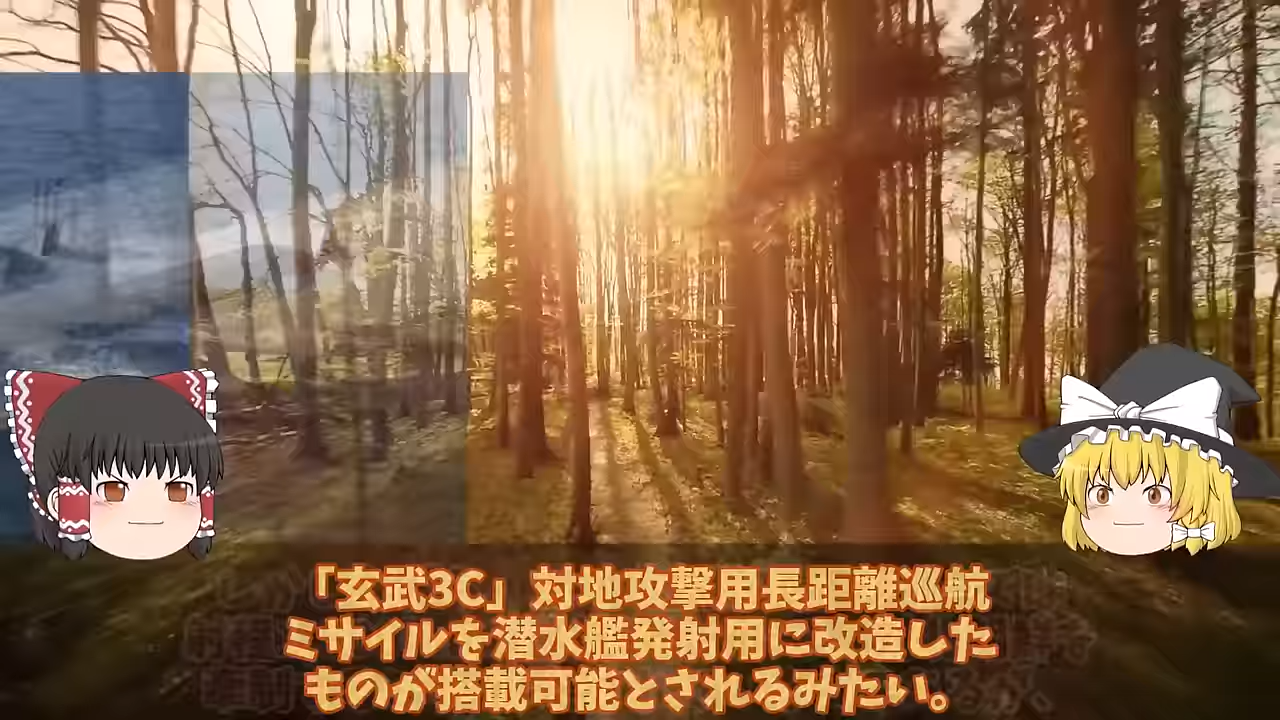 「玄武3C」対地攻撃用長距離巡航
ミサイルを潜水艦発射用に改造した
ものが搭載可能とされるみたい。